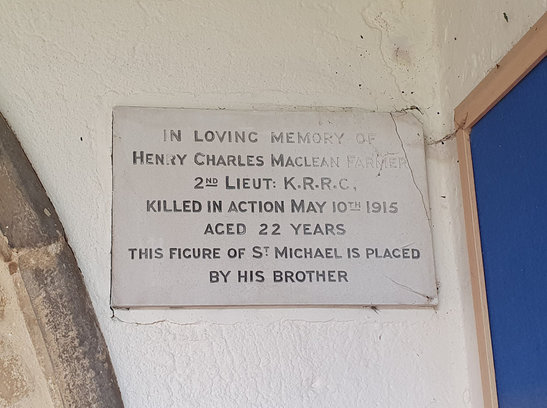 IN LOVING MEMORY OF
HENRY CHARLES MACLEAN FARMER
2ND LIEUT: K.R.R.C.,
KILLED IN ACTION MAY 10TH 1915
AGED 22 YEARS
THIS FIGURE OF ST MICHAEL IS PLACED
BY HIS BROTHER